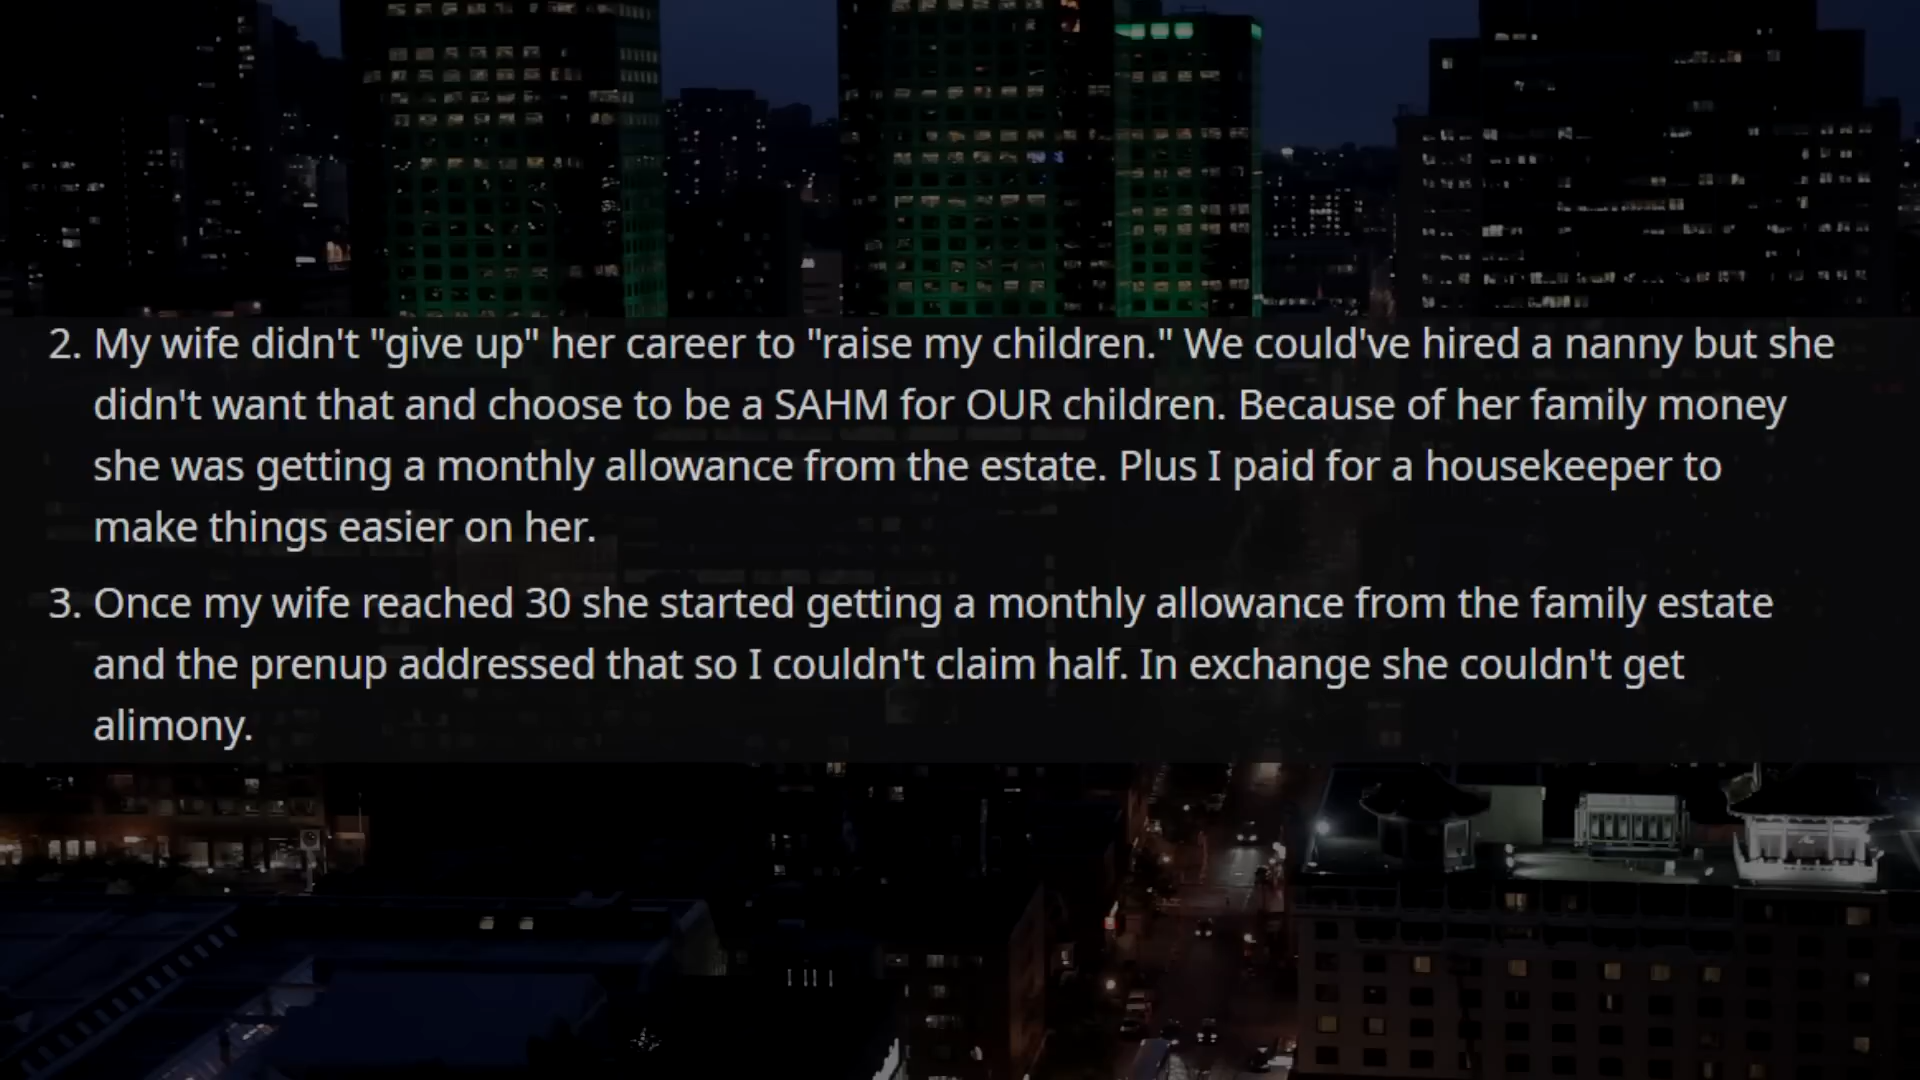 2. My wife didn't "give up" her career to "raise my children." We could've hired a nanny but she
didn't want that and choose to be a SAHM for OUR children. Because of her family money
she was getting a monthly allowance from the estate. Plus I paid for a housekeeper to
make things easier on her.
3. Once my wife reached 30 she started getting a monthly allowance from the family estate
and the prenup addressed that so I couldn't claim half. In exchange she couldn't get
alimony.